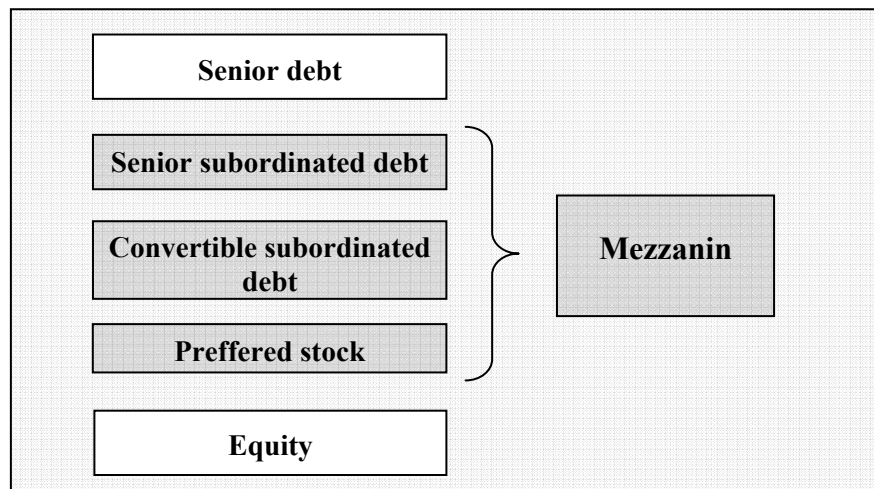 Senior debt
Senior subordinated debt
Convertible subordinated
debt
Preffered stock
Equity
Mezzanin